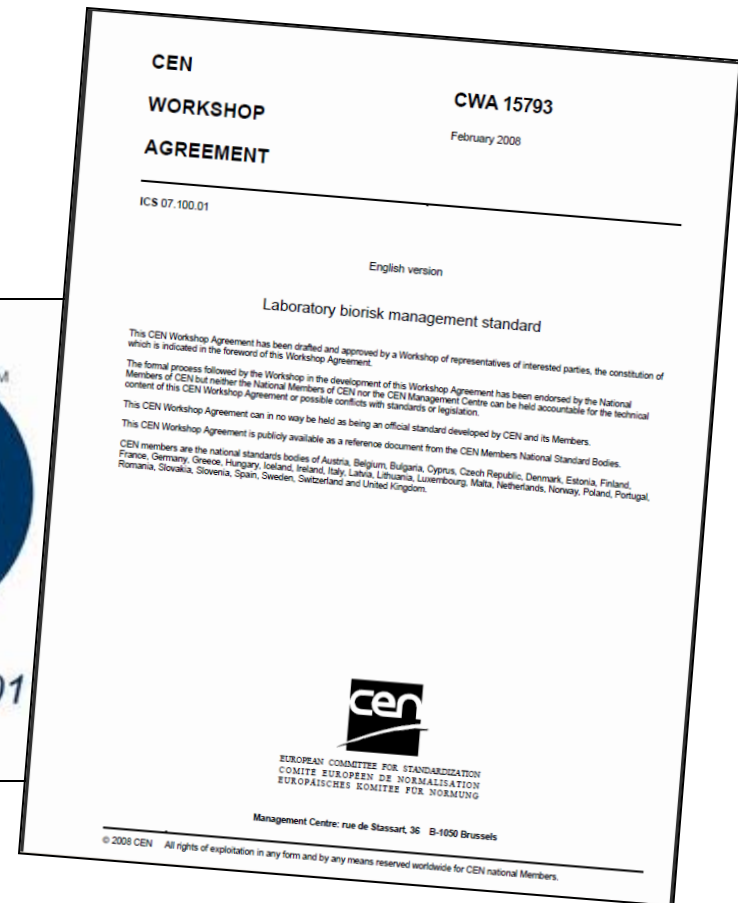 CEN
WORKSHOP
AGREEMENT
CWA 15793
February 2008
ICS 07.100.01
English version
Laboratory biorisk management standard
This CEN Workshop Agreement has been drafted and approved by a Workshop of representatives of interested parties, the constitution of
which is indicated in the foreword of this Workshop Agreement.
The formal process followed by the Workshop in the development of this Workshop Agreement has been endorsed by the National
Members of CEN but neither the National Members of CEN nor the CEN Management Centre can be held accountable for the technical
content of this CEN Workshop Agreement or possible conflicts with standards or legislation.
This CEN Workshop Agreement can in no way be held as being an official standard developed by CEN and its Members.
This CEN Workshop Agreement is publicly available as a reference document from the CEN Members National Standard Bodies.
CEN members are the national standards bodies of Austria, Belgium, Bulgaria, Cyprus, Czech Republic, Denmark, Estonia, Finland,
France, Germany, Greece, Hungary, Iceland, Ireland, Italy, Latvia, Lithuania, Luxembourg, Malta, Netherlands, Norway, Poland, Portugal,
Romania, Slovakia, Slovenia, Spain, Sweden, Switzerland and United Kingdom.
M
01
cen
EUROPEAN COMMITTEE FOR STANDARDIZATION
COMITÉ EUROPÉEN DE NORMALISATION
EUROPÄISCHES KOMITEE FÜR NORMUNG
Management Centre: rue de Stassart, 36 B-1050 Brussels
© 2008 CEN All rights of exploitation in any form and by any means reserved worldwide for CEN national Members.